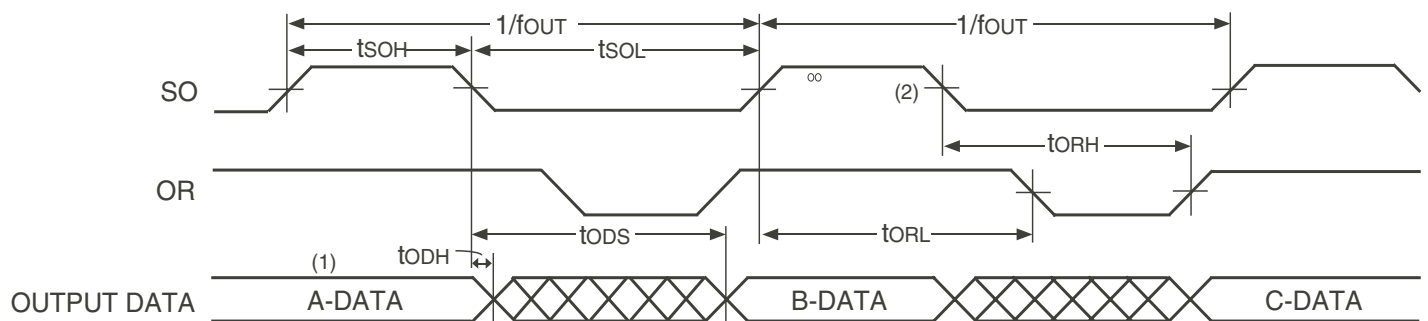 1/fOUT 1/fOUT
tSOH tSOL
SO ∞ (2)
tORH
OR
tODS tORL
tODH
(1)
OUTPUT DATA A-DATA B-DATA C-DATA